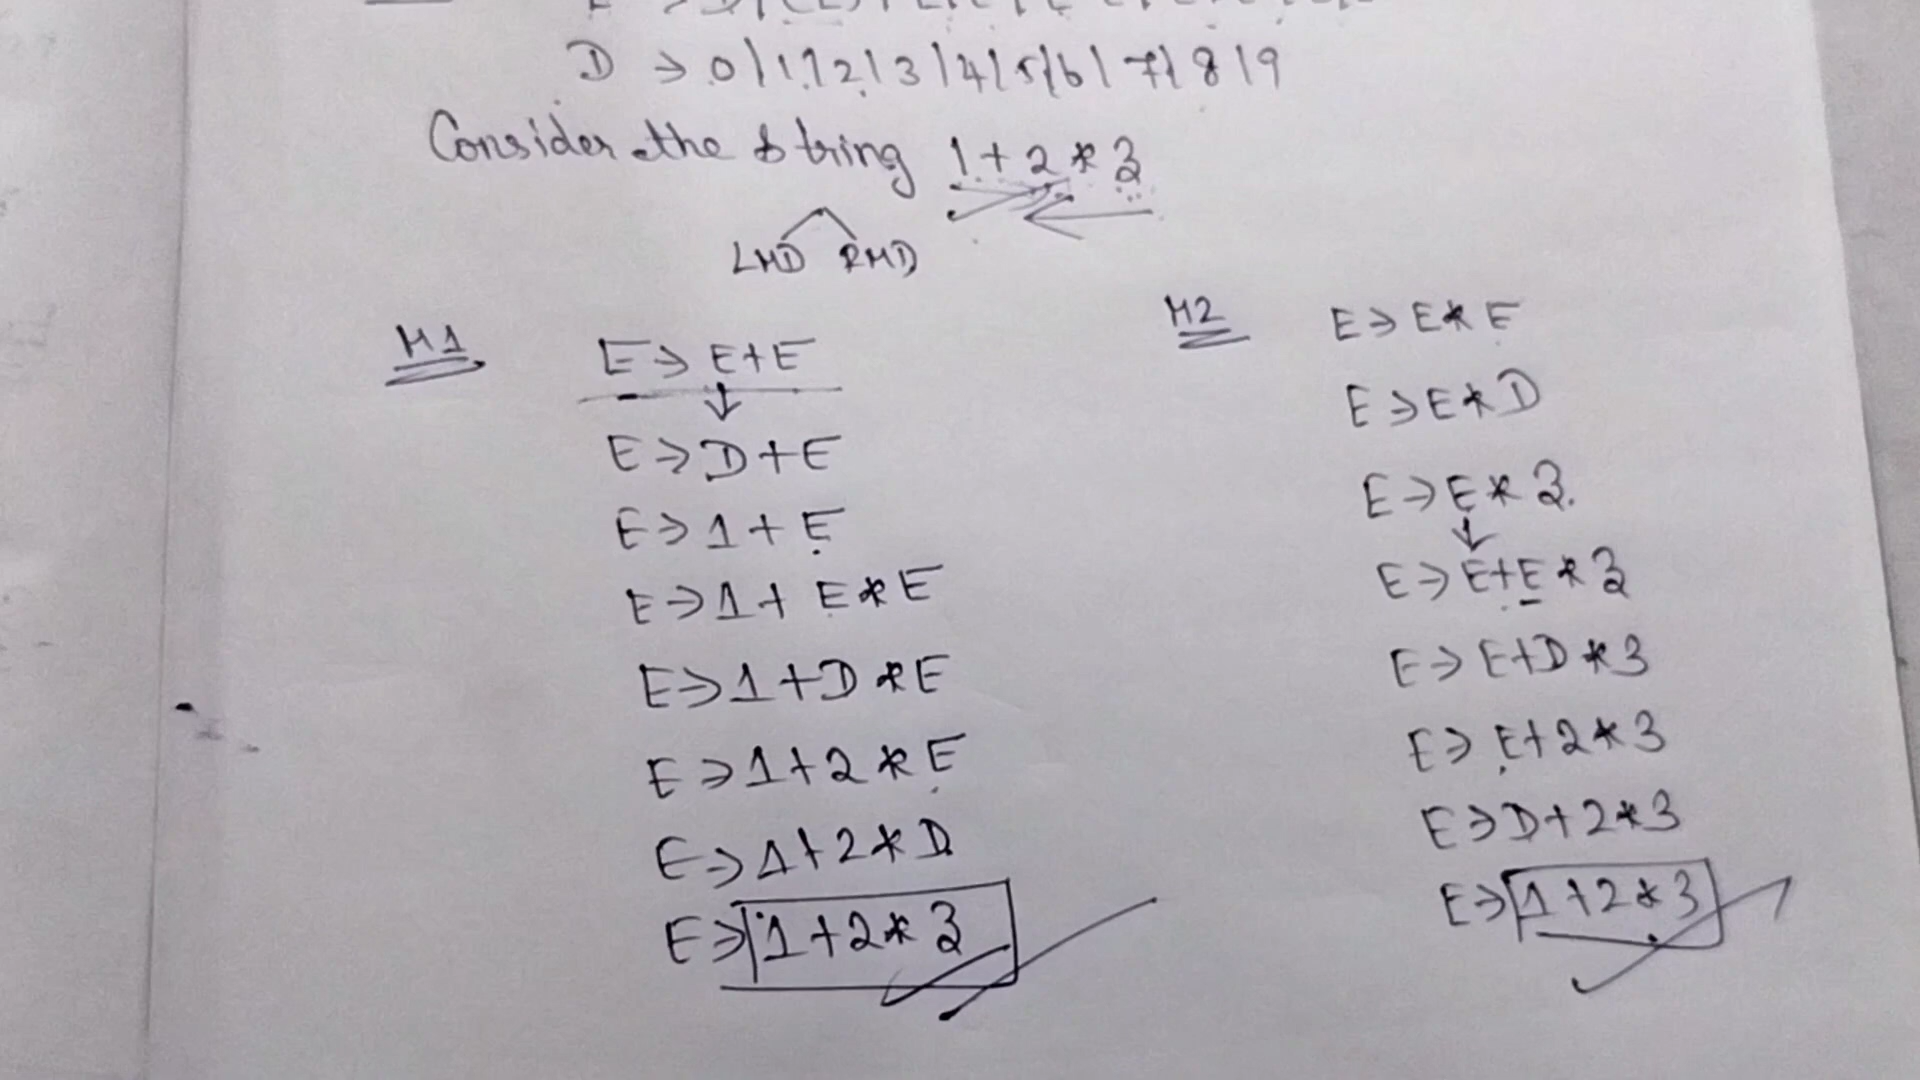 D → 0|1|2|3|4|5|6|7|8|9
Consider the string 1+2*3
LMD RMD
M1
E ⇒ E+E
E ⇒ D+E
E ⇒ 1+E
E ⇒ 1+E*E
E ⇒ 1+D*E
E ⇒ 1+2*E
E ⇒ 1+2*D
E ⇒ 1+2*3
M2
E ⇒ E*E
E ⇒ E*D
E ⇒ E*3
E ⇒ E+E*3
E ⇒ E+D*3
E ⇒ E+2*3
E ⇒ D+2*3
E ⇒ 1+2*3